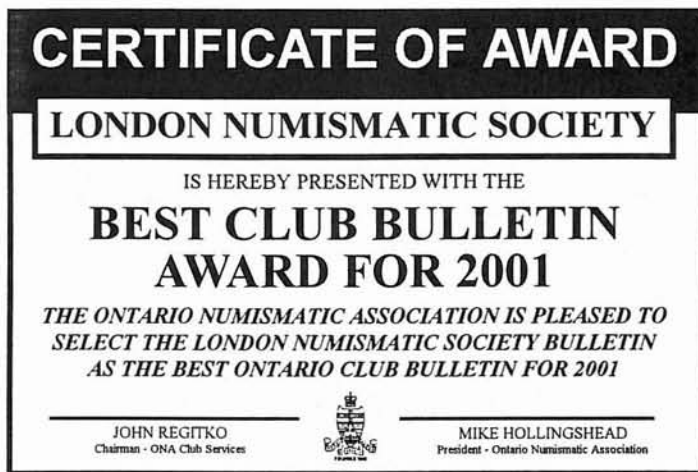 CERTIFICATE OF AWARD
LONDON NUMISMATIC SOCIETY
IS HEREBY PRESENTED WITH THE
BEST CLUB BULLETIN
AWARD FOR 2001
THE ONTARIO NUMISMATIC ASSOCIATION IS PLEASED TO
SELECT THE LONDON NUMISMATIC SOCIETY BULLETIN
AS THE BEST ONTARIO CLUB BULLETIN FOR 2001
JOHN REGITKO
Chairman - ONA Club Services
MIKE HOLLINGSHEAD
President - Ontario Numismatic Association